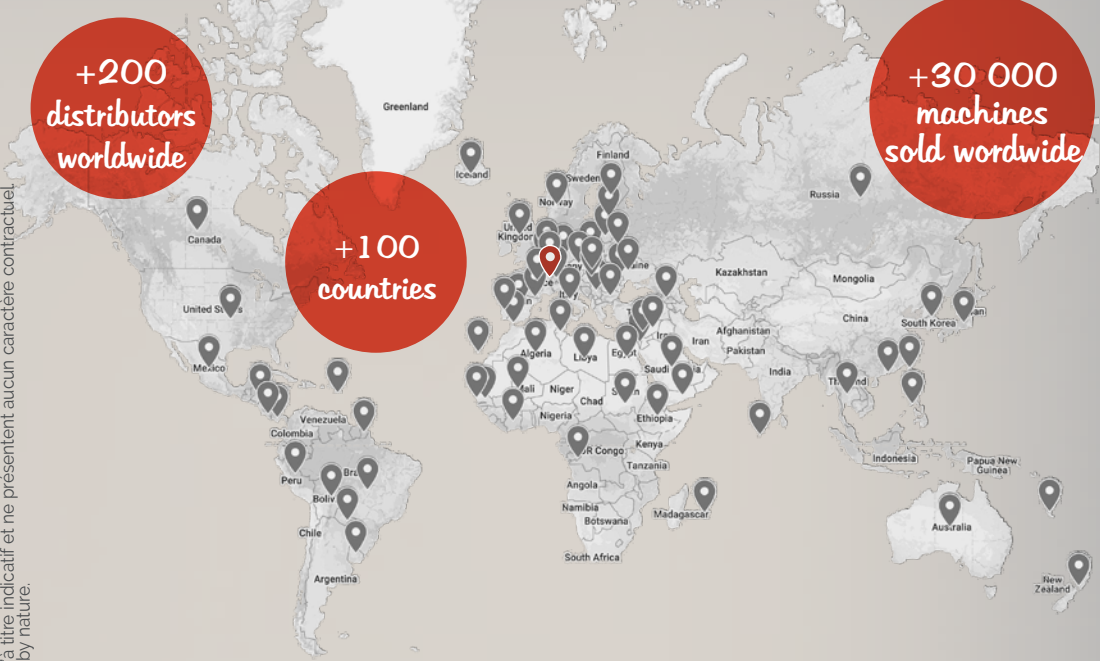 +200
distributors
worldwide
+100
countries
+30 000
machines
sold wordwide
Greenland
Iceland
Finland
Sweden
Norway
Russia
Canada
United
Kingdom
Kazakhstan
Mongolia
China
South Korea
Afghanistan
Iran
Pakistan
India
Mexico
Algeria
Libya
Saudi
Mali
Niger
Chad
Nigeria
Ethiopia
Venezuela
Colombia
DR Congo
Kenya
Tanzania
Indonesia
Papua New
Guinea
Peru
Angola
Namibia
Botswana
Madagascar
Australia
Chile
South Africa
Argentina
New
Zealand
à titre indicatif et ne présentent aucun caractère contractuel.
by nature.